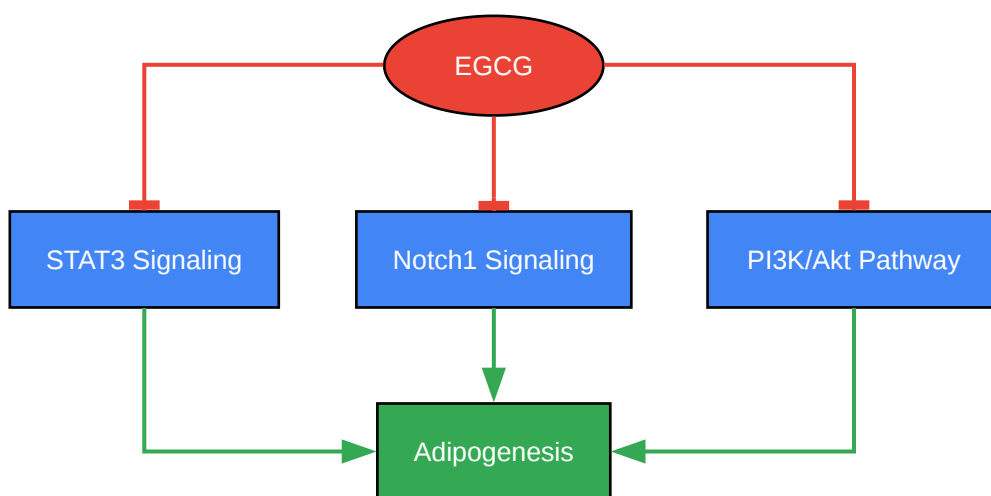 EGCG
STAT3 Signaling
Notch1 Signaling
PI3K/Akt Pathway
Adipogenesis